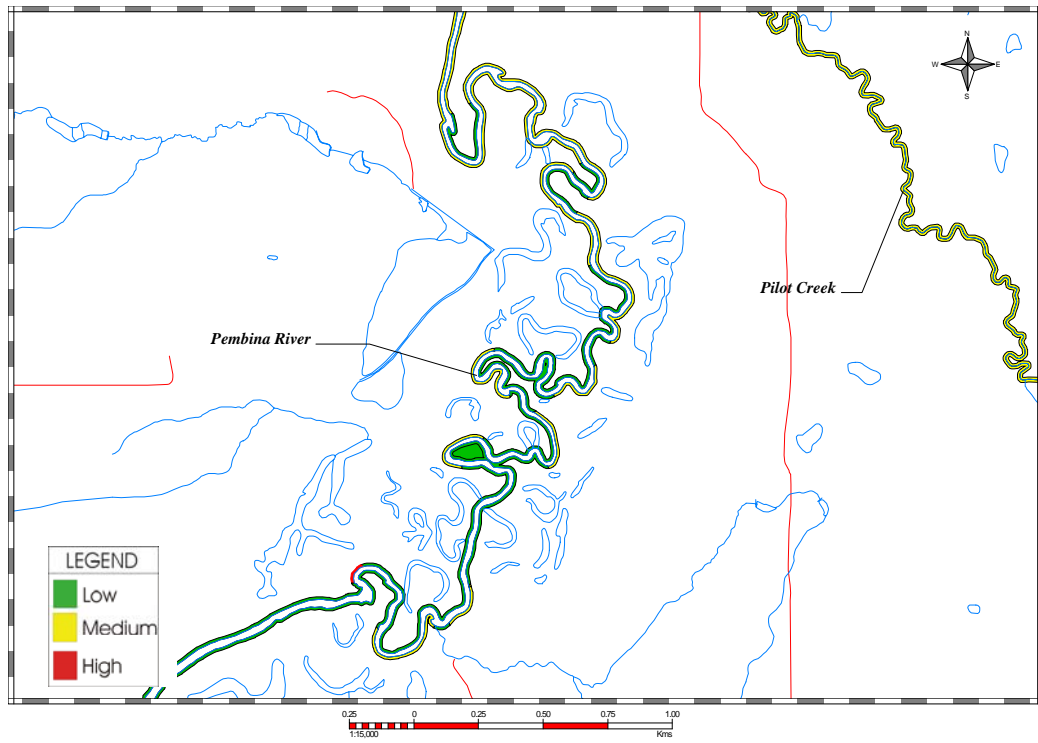 N
W
E
S
Pilot Creek
Pembina River
LEGEND
Low
Medium
High
0.25 0 0.25 0.50 0.75 1.00
1:15,000 Kms